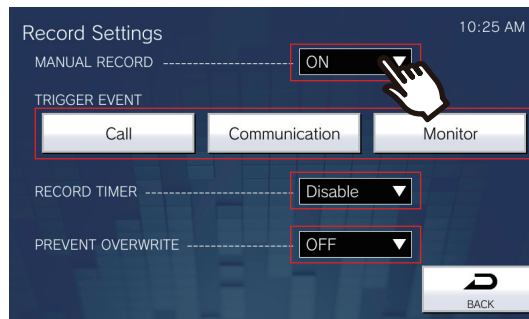 Record Settings 10:25 AM
MANUAL RECORD ON
TRIGGER EVENT
Call Communication Monitor
RECORD TIMER Disable
PREVENT OVERWRITE OFF
BACK